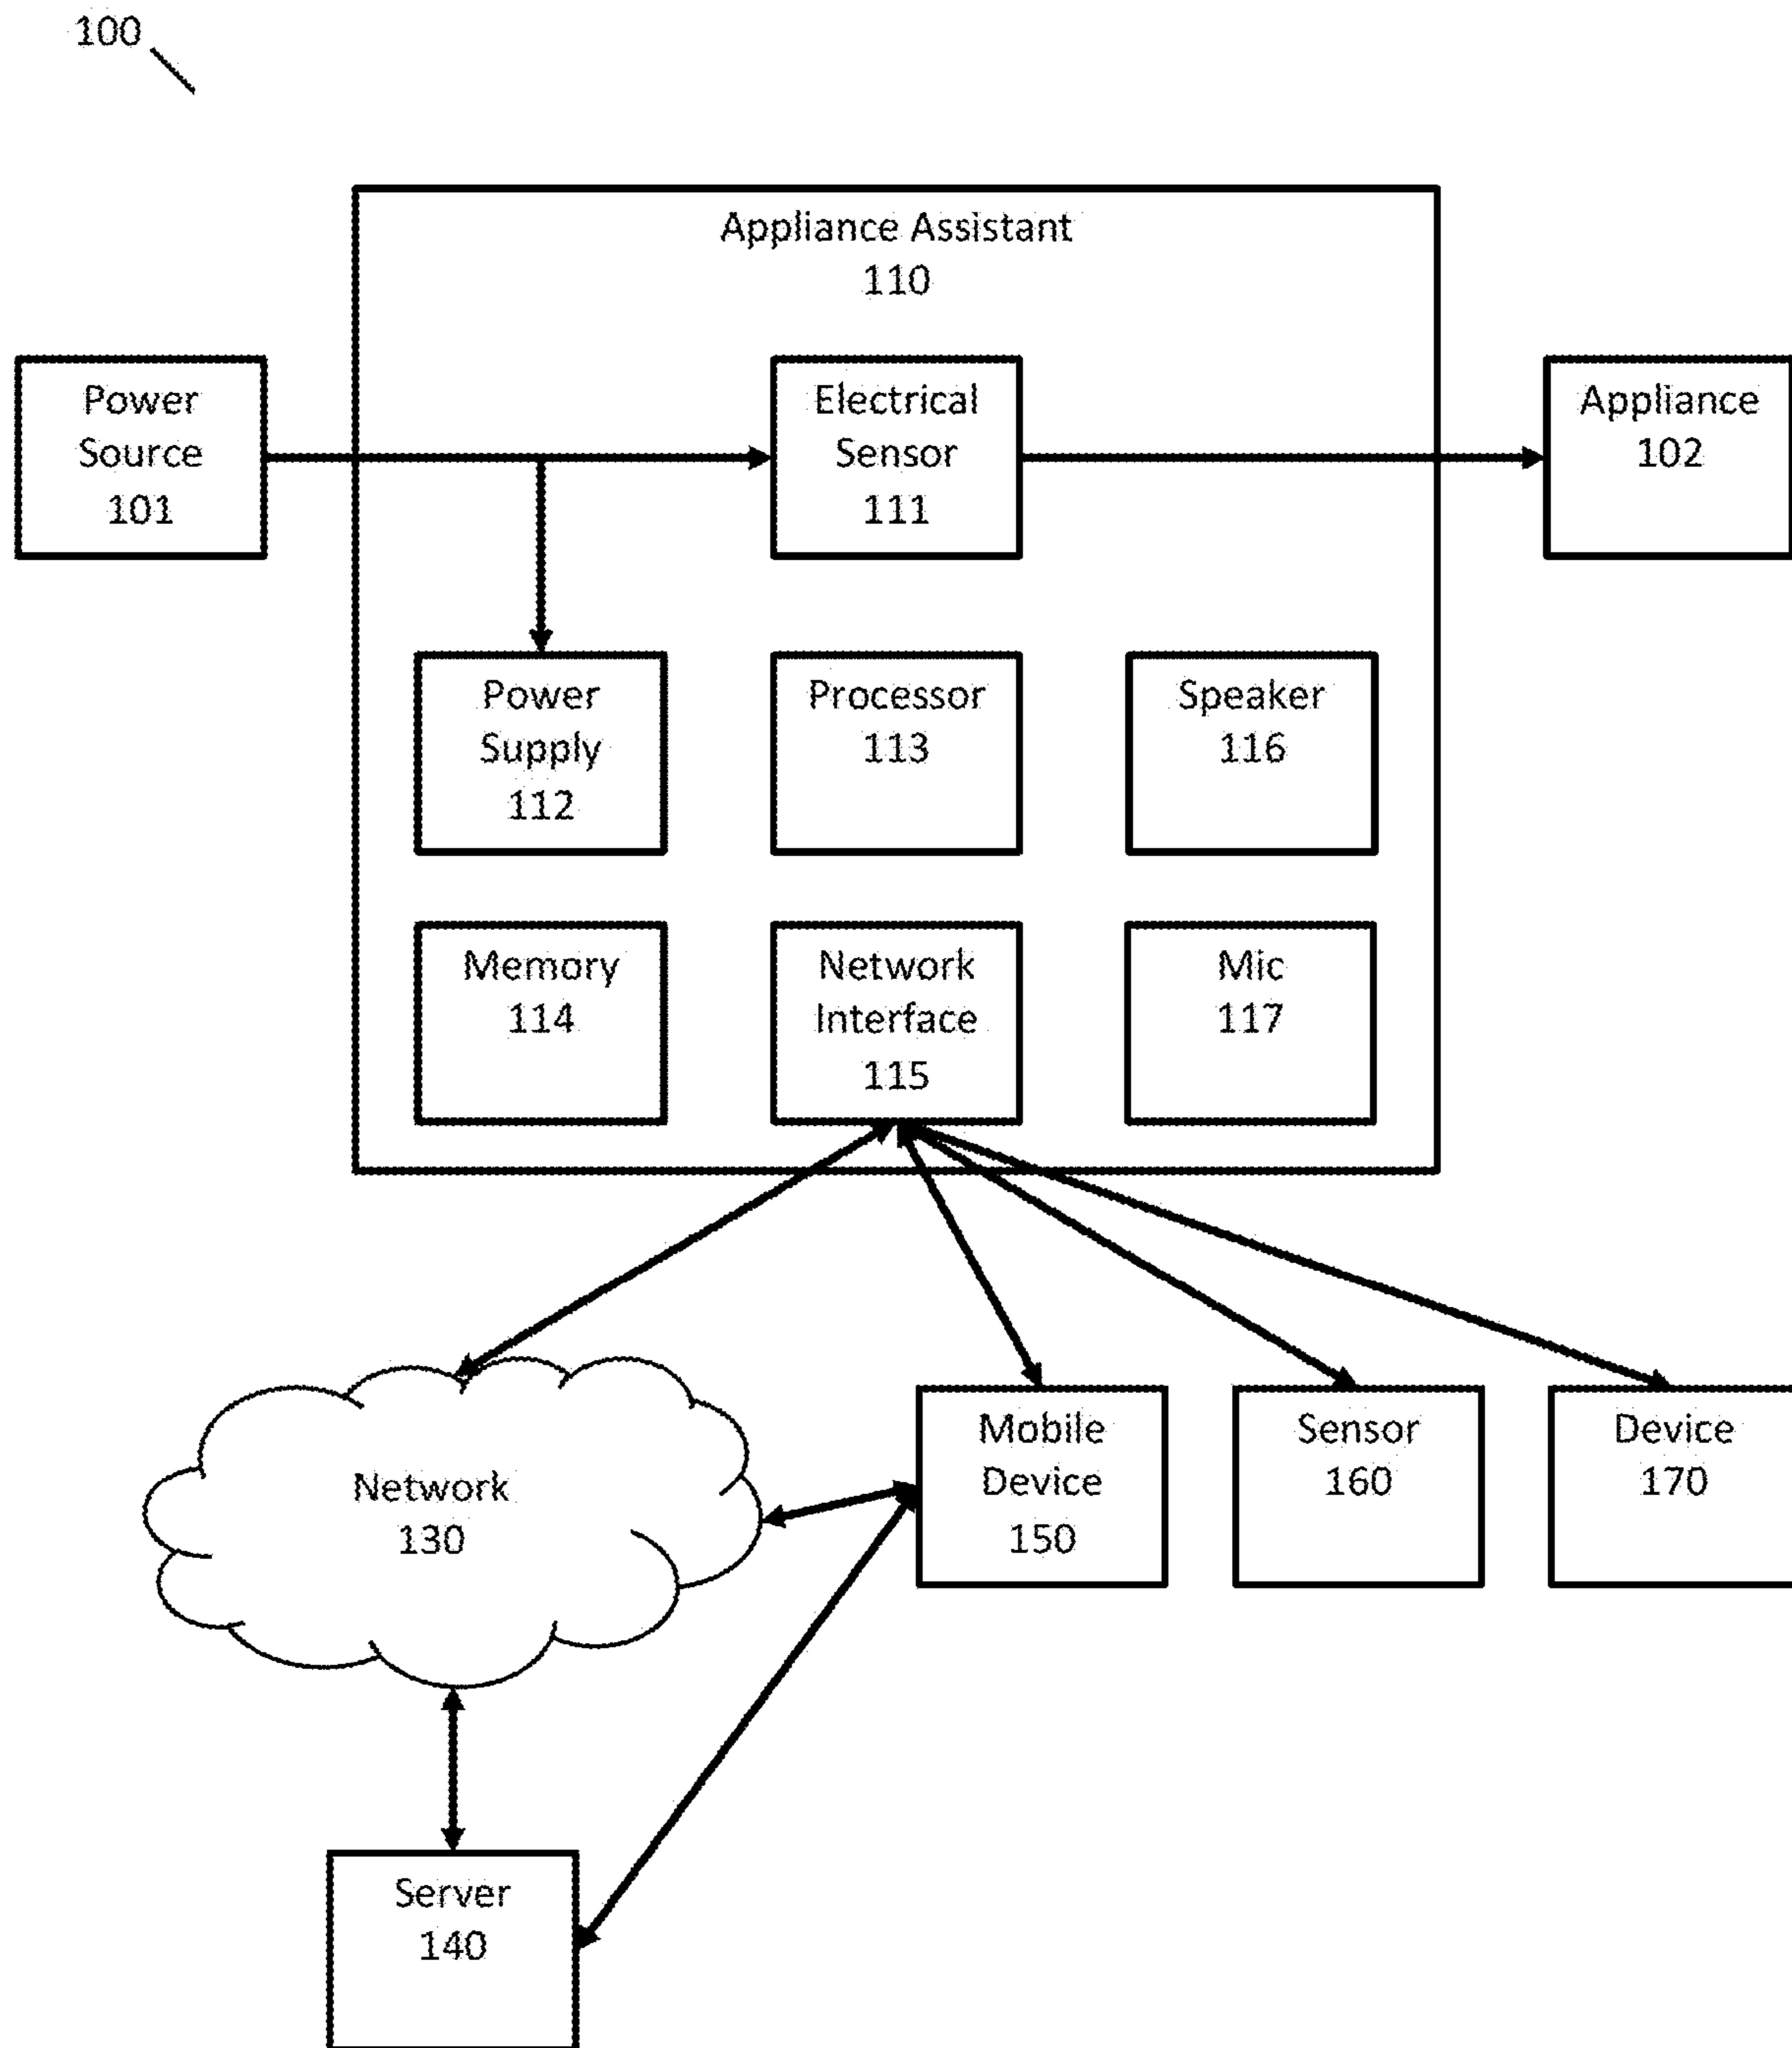 100
Appliance Assistant
110
Power
Source
101
Electrical
Sensor
111
Appliance
102
Power
Supply
112
Processor
113
Speaker
116
Memory
114
Network
Interface
115
Mic
117
Network
130
Mobile
Device
150
Sensor
160
Device
170
Server
140